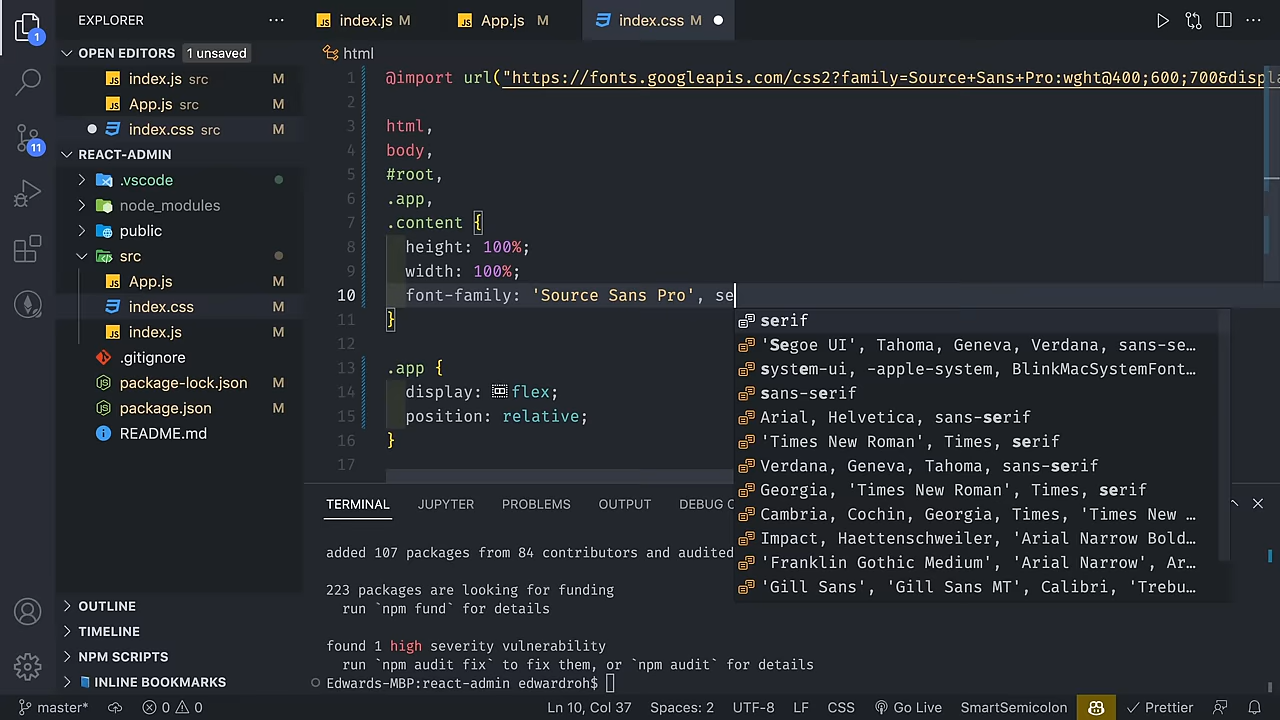 EXPLORER
···
OPEN EDITORS 1 unsaved
index.js src M
App.js src M
index.css src M
REACT-ADMIN
.vscode
node_modules
public
src
App.js M
index.css M
index.js M
.gitignore
package-lock.json M
package.json M
README.md
OUTLINE
TIMELINE
NPM SCRIPTS
INLINE BOOKMARKS
1
11
index.js M
App.js M
index.css M
html
1 @import url("https://fonts.googleapis.com/css2?family=Source+Sans+Pro:wght@400;600;700&displa
2
3 html,
4 body,
5 #root,
6 .app,
7 .content {
8 height: 100%;
9 width: 100%;
10 font-family: 'Source Sans Pro', se
11 }
12
13 .app {
14 display: flex;
15 position: relative;
16 }
17
serif
'Segoe UI', Tahoma, Geneva, Verdana, sans-se…
system-ui, -apple-system, BlinkMacSystemFont…
sans-serif
Arial, Helvetica, sans-serif
'Times New Roman', Times, serif
Verdana, Geneva, Tahoma, sans-serif
Georgia, 'Times New Roman', Times, serif
Cambria, Cochin, Georgia, Times, 'Times New …
Impact, Haettenschweiler, 'Arial Narrow Bold…
'Franklin Gothic Medium', 'Arial Narrow', Ar…
'Gill Sans', 'Gill Sans MT', Calibri, 'Trebu…
TERMINAL JUPYTER PROBLEMS OUTPUT DEBUG C
added 107 packages from 84 contributors and audited
223 packages are looking for funding
run `npm fund` for details
found 1 high severity vulnerability
run `npm audit fix` to fix them, or `npm audit` for details
Edwards-MBP:react-admin edwardroh$
master* 0 0 Ln 10, Col 37 Spaces: 2 UTF-8 LF CSS Go Live SmartSemicolon Prettier